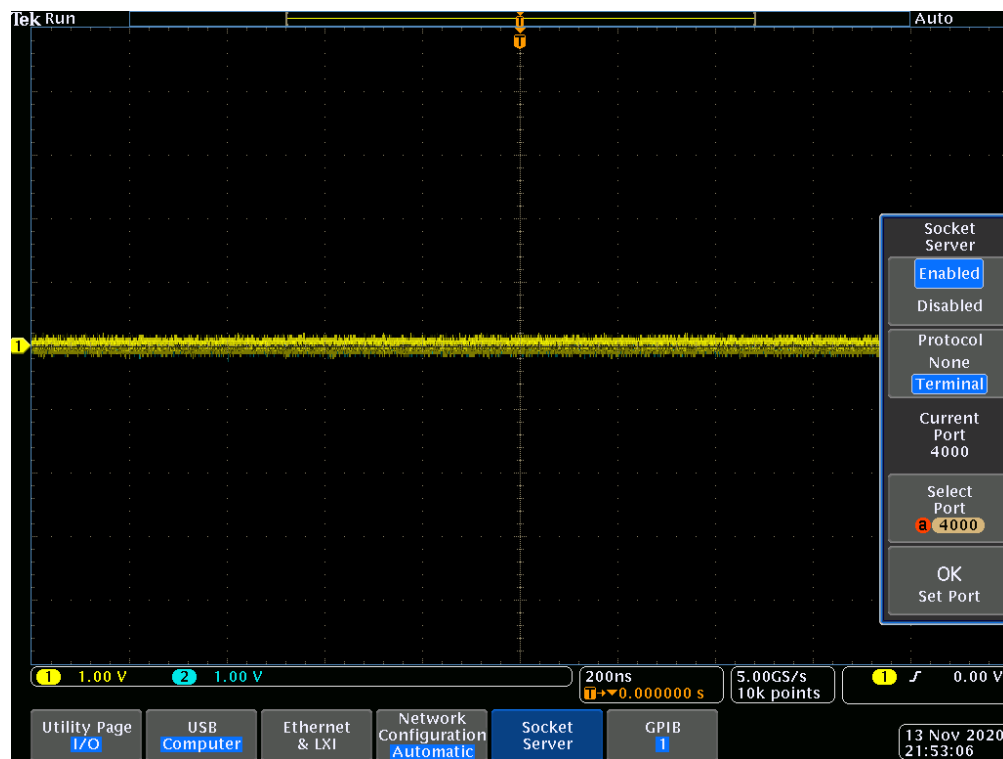 Tek Run
Auto
T
T
1
Socket
Server
Enabled
Disabled
Protocol
None
Terminal
Current
Port
4000
Select
Port
a 4000
OK
Set Port
1 1.00 V 2 1.00 V
200ns
T→▼0.000000 s
5.00GS/s
10k points
1 0.00 V
Utility Page
I/O
USB
Computer
Ethernet
& LXI
Network
Configuration
Automatic
Socket
Server
GPIB
1
13 Nov 2020
21:53:06